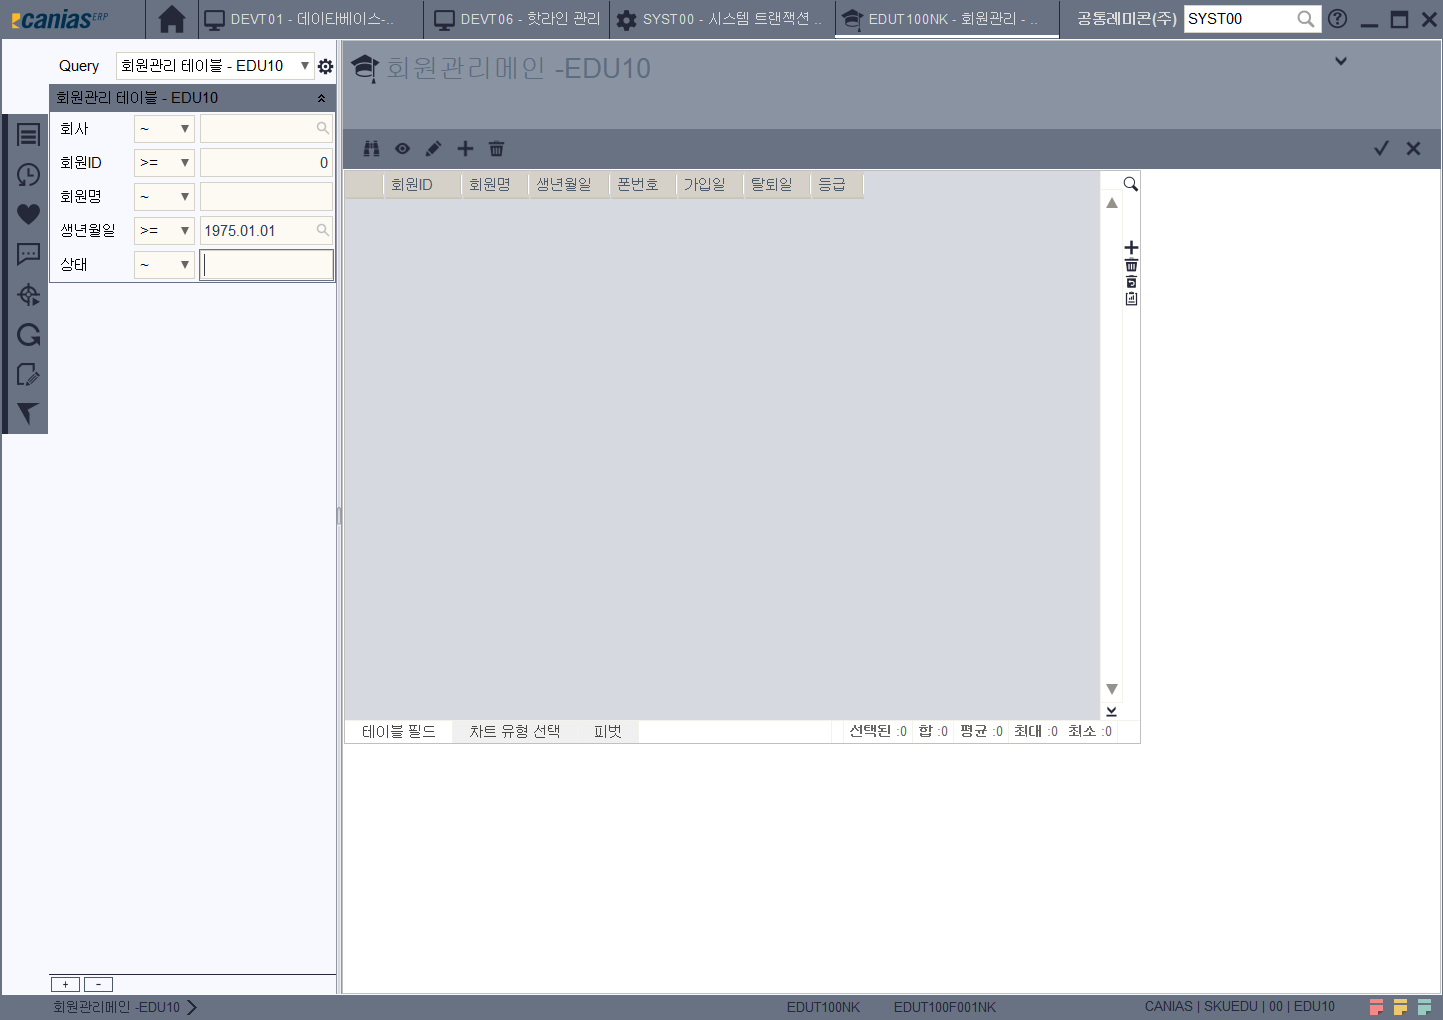 canias ERP
DEVT01 - 데이타베이스-..
DEVT06 - 핫라인 관리
SYST00 - 시스템 트랜잭션 ..
EDUT100NK - 회원관리 - ..
공통레미콘(주)
SYST00
Query
회원관리 테이블 - EDU10
회원관리 테이블 - EDU10
회사 ~
회원ID >= 0
회원명 ~
생년월일 >= 1975.01.01
상태 ~
회원관리메인 -EDU10
회원ID 회원명 생년월일 폰번호 가입일 탈퇴일 등급
테이블 필드 차트 유형 선택 피벗
선택된 :0 합 :0 평균 :0 최대 :0 최소 :0
+ -
회원관리메인 -EDU10
EDUT100NK
EDUT100F001NK
CANIAS | SKUEDU | 00 | EDU10